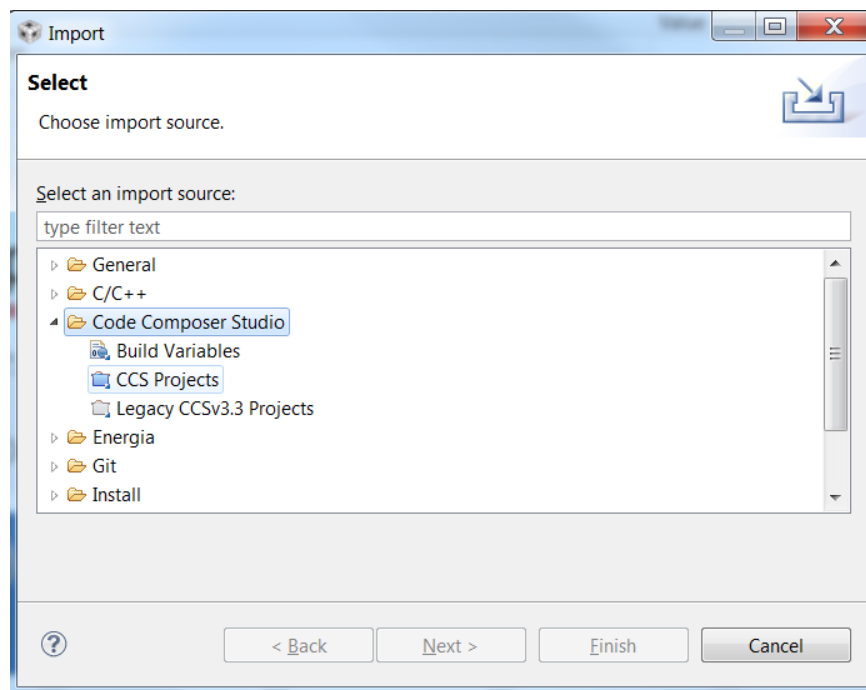 Import
Select
Choose import source.
Select an import source:
type filter text
General
C/C++
Code Composer Studio
Build Variables
CCS Projects
Legacy CCSv3.3 Projects
Energia
Git
Install
?
< Back
Next >
Finish
Cancel